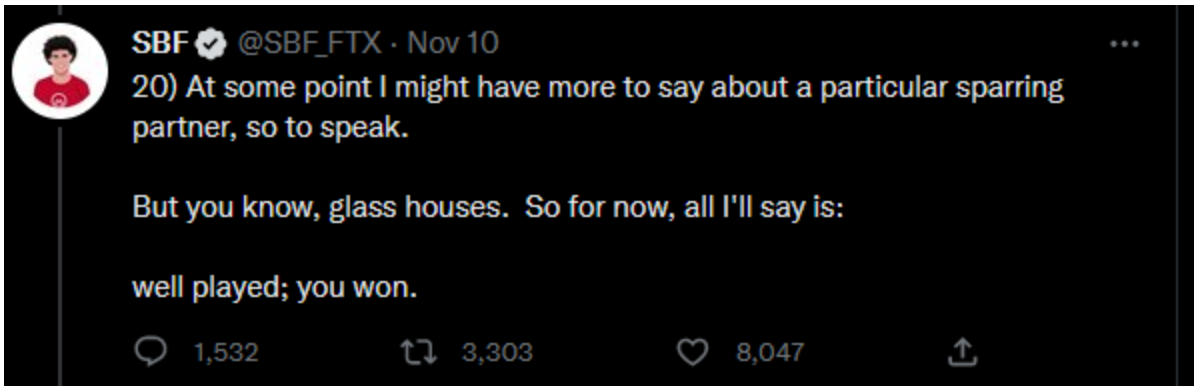 SBF @SBF_FTX · Nov 10
20) At some point I might have more to say about a particular sparring
partner, so to speak.
But you know, glass houses.  So for now, all I'll say is:
well played; you won.
1,532 3,303 8,047